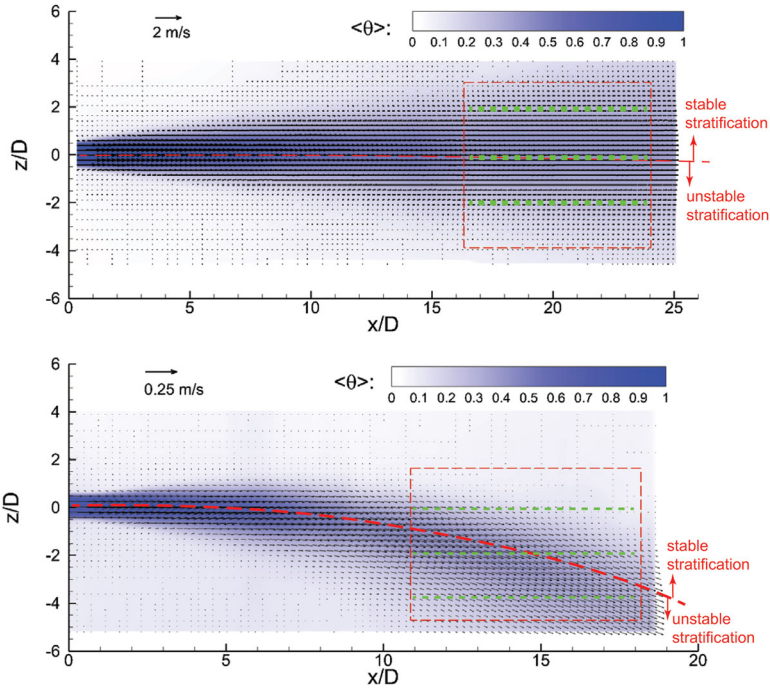 2 m/s
<θ>:
0 0.1 0.2 0.3 0.4 0.5 0.6 0.7 0.8 0.9 1
6
4
2
0
-2
-4
-6
z/D
stable
stratification
unstable
stratification
0 5 10 15 20 25
x/D
0.25 m/s
<θ>:
0 0.1 0.2 0.3 0.4 0.5 0.6 0.7 0.8 0.9 1
6
4
2
0
-2
-4
-6
z/D
stable
stratification
unstable
stratification
0 5 10 15 20
x/D